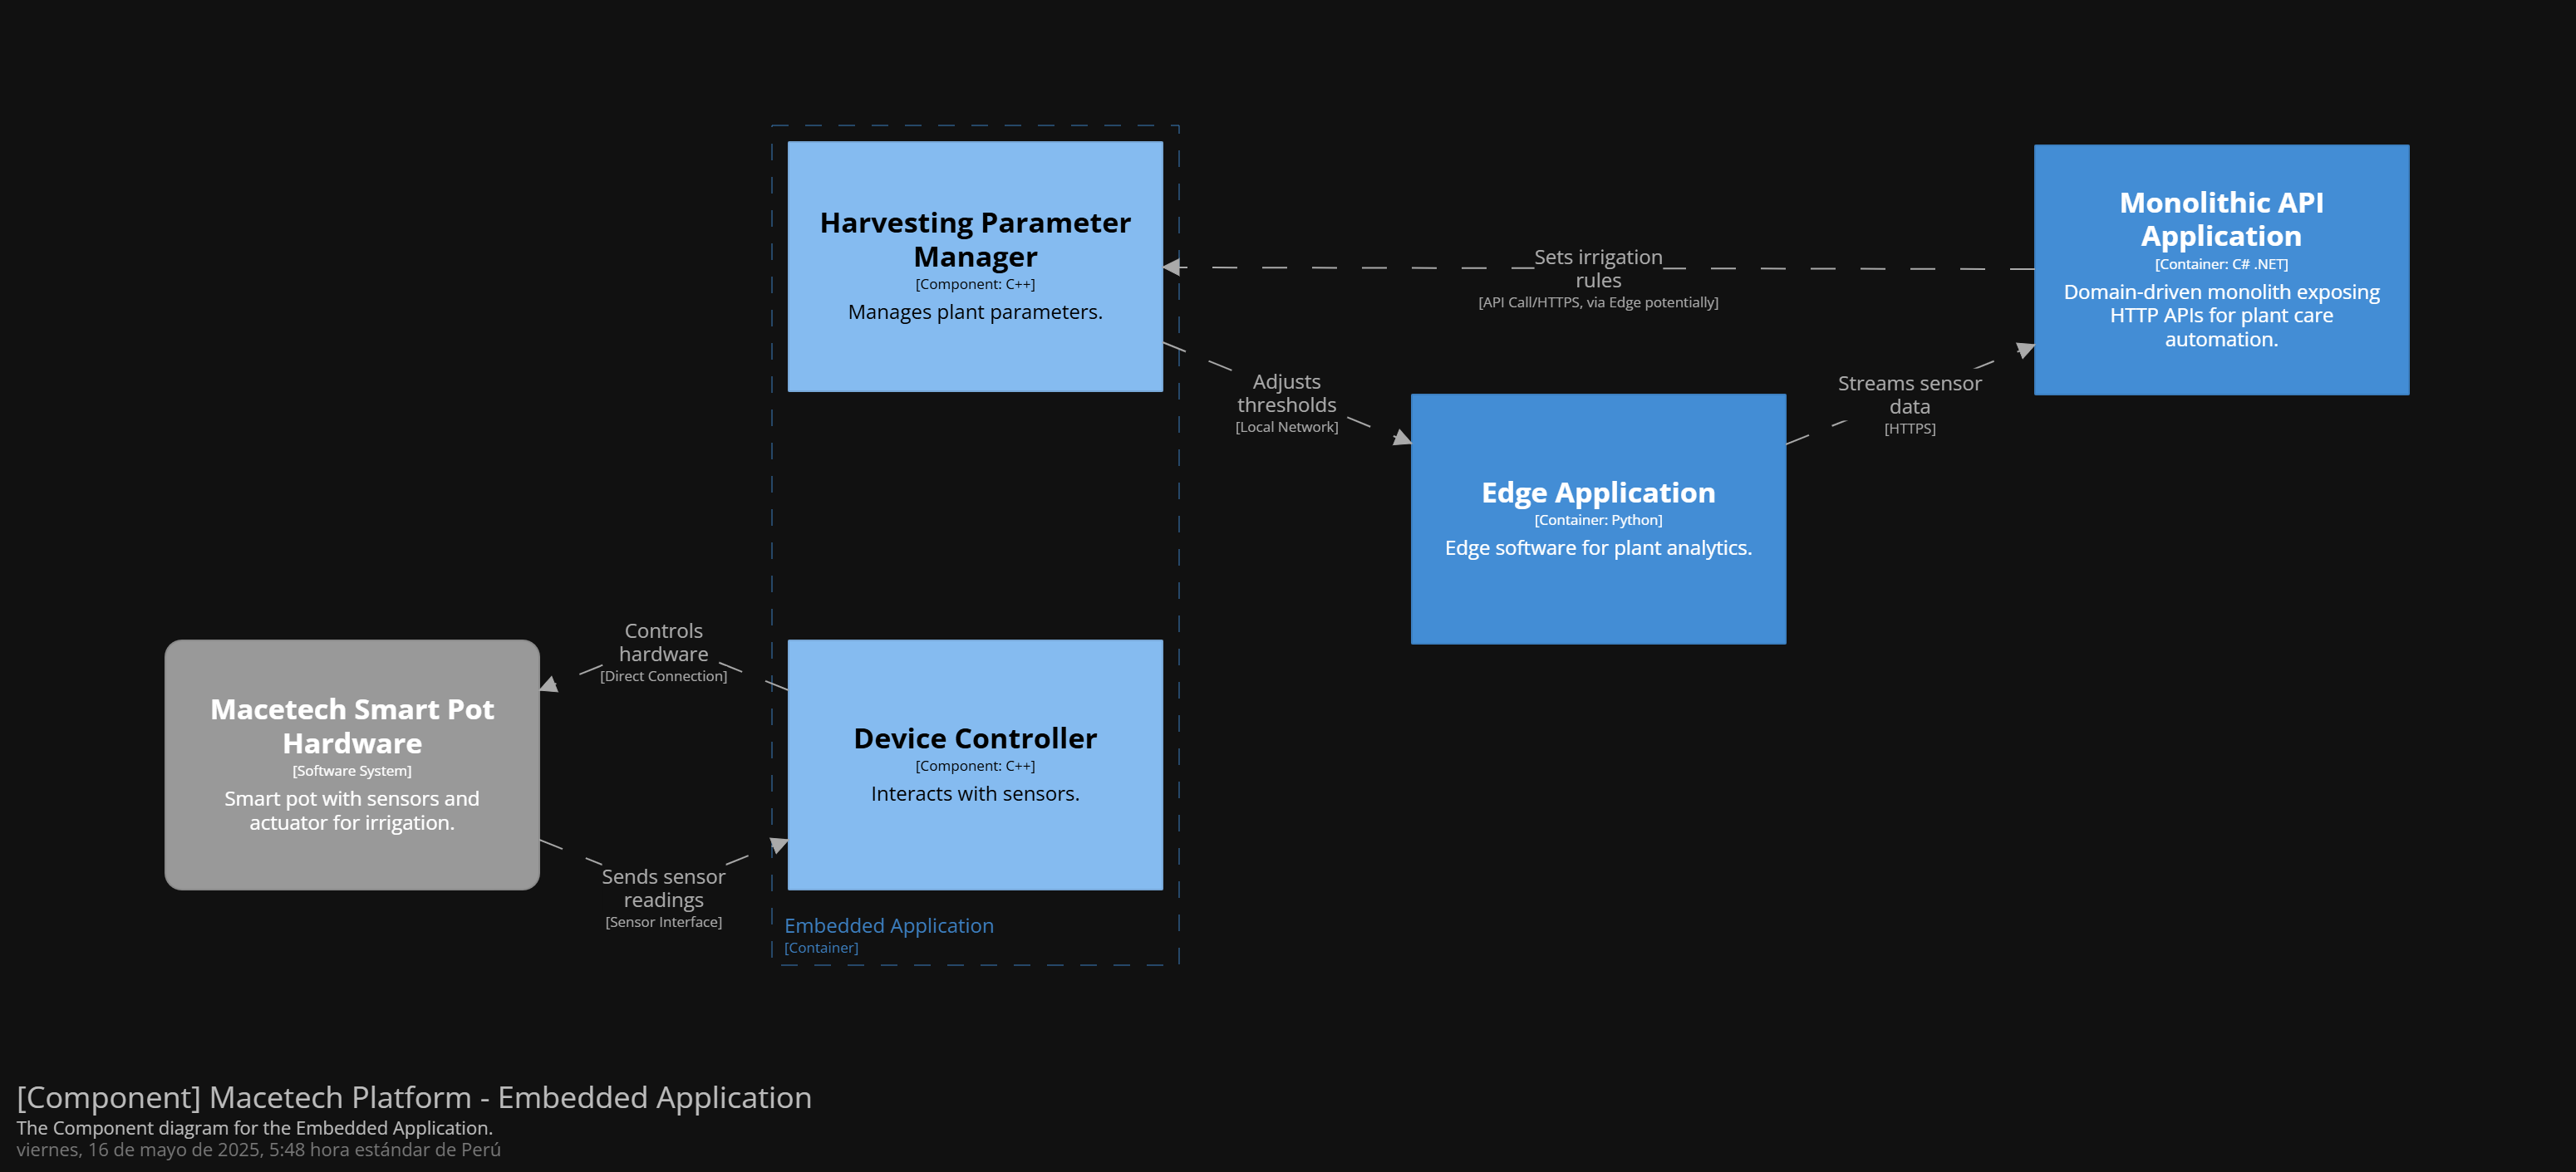 Harvesting Parameter
Manager
[Component: C++]
Manages plant parameters.
Monolithic API
Application
[Container: C# .NET]
Domain-driven monolith exposing
HTTP APIs for plant care
automation.
Sets irrigation
rules
[API Call/HTTPS, via Edge potentially]
Adjusts
thresholds
[Local Network]
Streams sensor
data
[HTTPS]
Edge Application
[Container: Python]
Edge software for plant analytics.
Controls
hardware
[Direct Connection]
Macetech Smart Pot
Hardware
[Software System]
Smart pot with sensors and
actuator for irrigation.
Device Controller
[Component: C++]
Interacts with sensors.
Sends sensor
readings
[Sensor Interface]
Embedded Application
[Container]
[Component] Macetech Platform - Embedded Application
The Component diagram for the Embedded Application.
viernes, 16 de mayo de 2025, 5:48 hora estándar de Perú